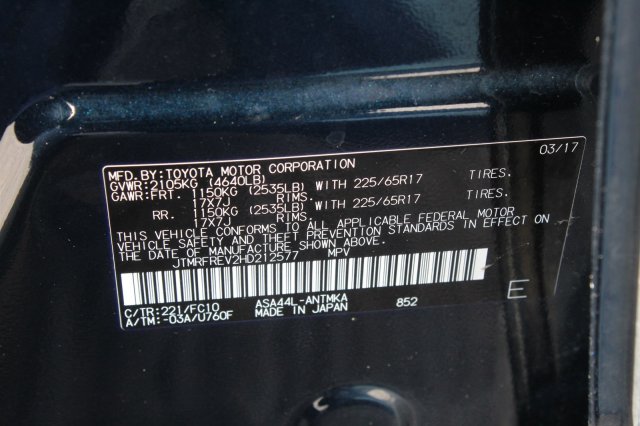 MFD.BY:TOYOTA MOTOR CORPORATION 03/17
GVWR:2105KG (4640LB)
GAWR:FRT. 1150KG (2535LB) WITH 225/65R17 TIRES.
17X7J RIMS.
RR. 1150KG (2535LB) WITH 225/65R17 TIRES.
17X7J RIMS.
THIS VEHICLE CONFORMS TO ALL APPLICABLE FEDERAL MOTOR
VEHICLE SAFETY AND THEFT PREVENTION STANDARDS IN EFFECT ON
THE DATE OF MANUFACTURE SHOWN ABOVE.
JTMRFREV2HD212577 MPV
C/TR:221/FC10 ASA44L-ANTMKA 852 E
A/TM:-03A/U760F MADE IN JAPAN